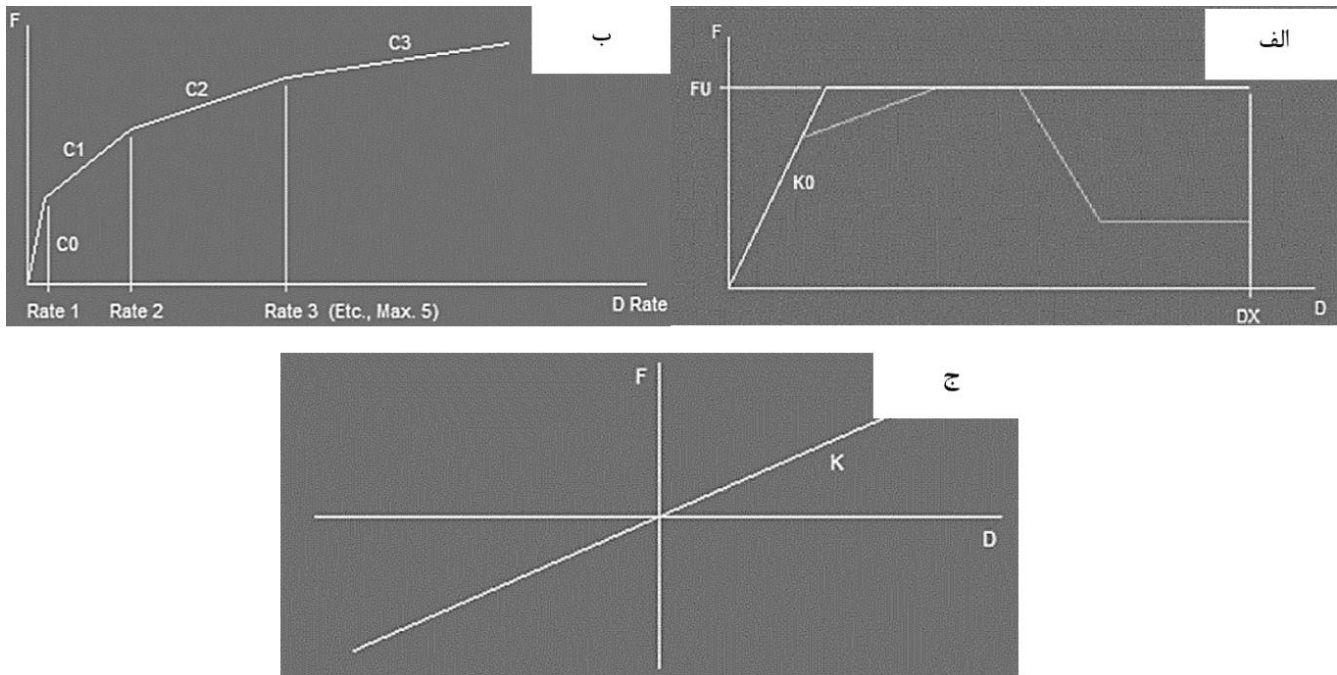 الف
F
FU
K0
DX
D
ب
F
C3
C2
C1
C0
Rate 1 Rate 2 Rate 3 (Etc., Max. 5) D Rate
ج
F
K
D